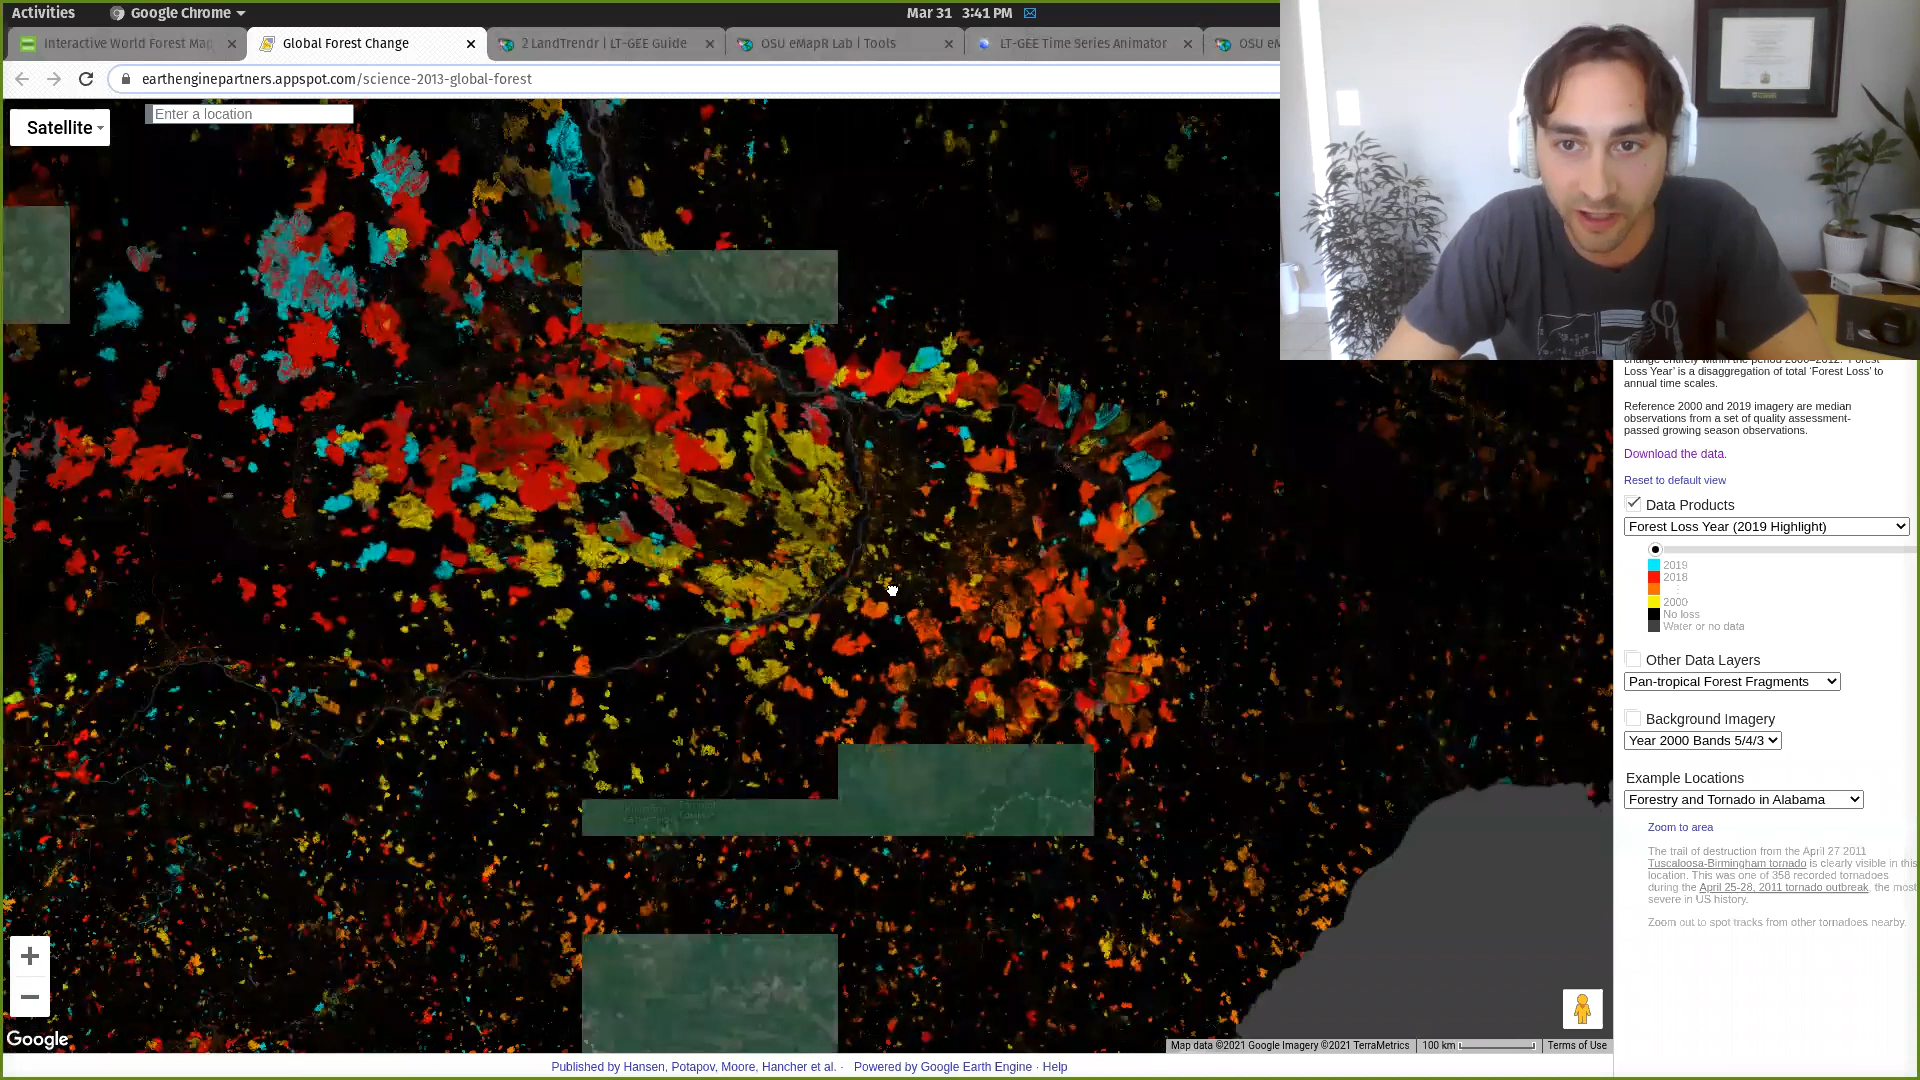 Activities
Google Chrome
Mar 31 3:41 PM
Interactive World Forest Map
Global Forest Change
2 LandTrendr | LT-GEE Guide
OSU eMapR Lab | Tools
LT-GEE Time Series Animator
OSU eM
earthenginepartners.appspot.com/science-2013-global-forest
Satellite
Enter a location
Loss Year' is a disaggregation of total 'Forest Loss' to
annual time scales.
Reference 2000 and 2019 imagery are median
observations from a set of quality assessment-
passed growing season observations.
Download the data.
Reset to default view
Data Products
Forest Loss Year (2019 Highlight)
2019
2018
2000
No loss
Water or no data
Other Data Layers
Pan-tropical Forest Fragments
Background Imagery
Year 2000 Bands 5/4/3
Example Locations
Forestry and Tornado in Alabama
Zoom to area
The trail of destruction from the April 27 2011
Tuscaloosa-Birmingham tornado is clearly visible in this
location. This was one of 358 recorded tornadoes
during the April 25-28, 2011 tornado outbreak, the most
severe in US history.
Zoom out to spot tracks from other tornadoes nearby.
Google
Map data ©2021 Google Imagery ©2021 TerraMetrics
100 km
Terms of Use
Published by Hansen, Potapov, Moore, Hancher et al. ·
Powered by Google Earth Engine · Help